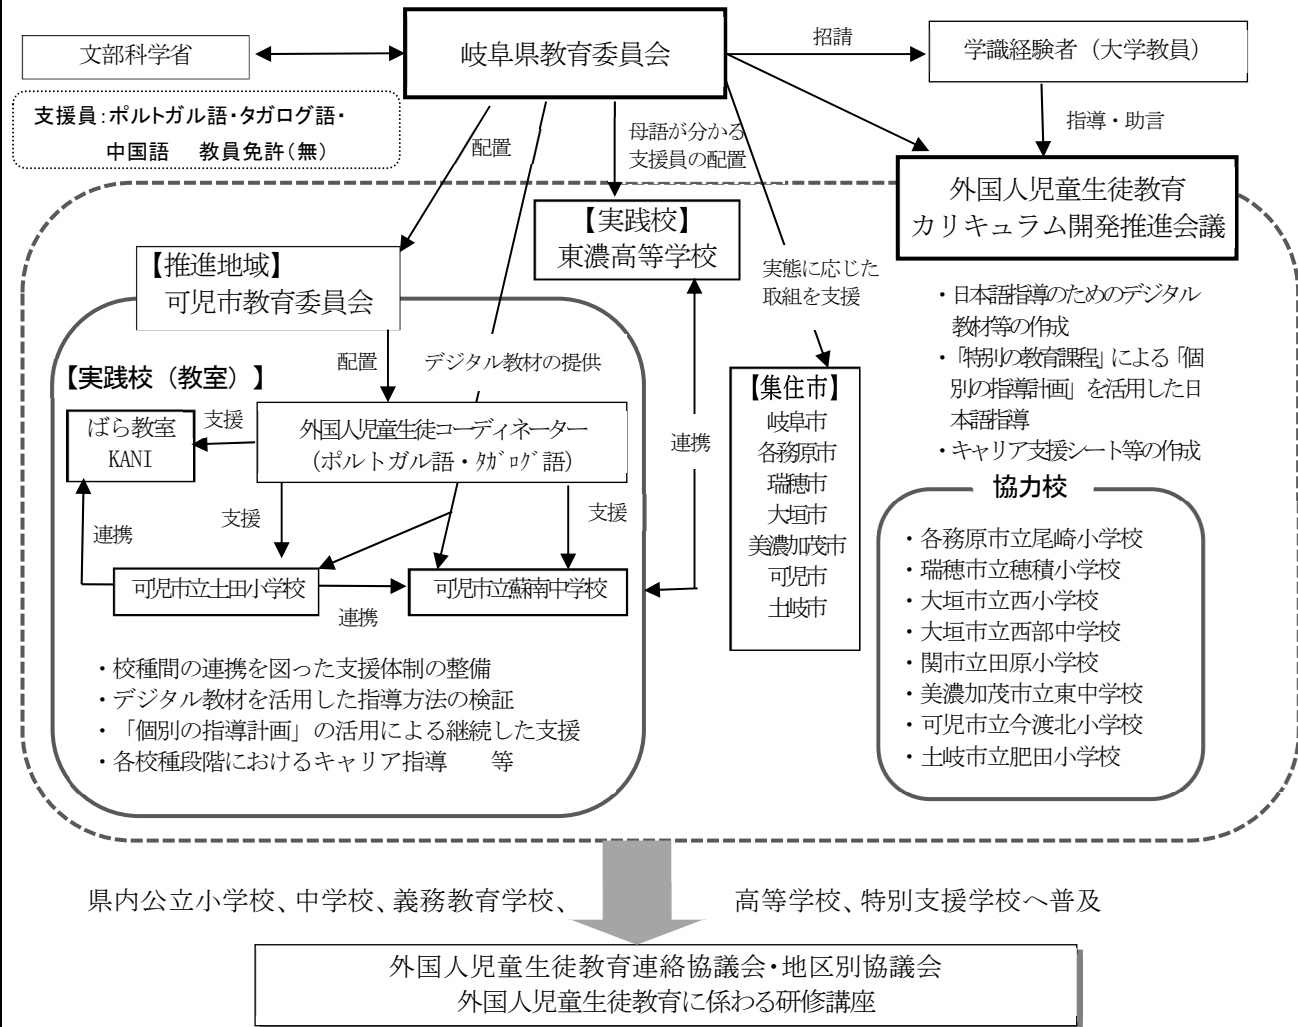 文部科学省
岐阜県教育委員会
招請
学識経験者（大学教員）
支援員：ポルトガル語・タガログ語・
中国語　教員免許（無）
配置
母語が分かる
支援員の配置
指導・助言
外国人児童生徒教育
カリキュラム開発推進会議
【実践校】
東濃高等学校
【推進地域】
可児市教育委員会
実態に応じた
取組を支援
・日本語指導のためのデジタル
教材等の作成
・「特別の教育課程」による「個
別の指導計画」を活用した日
本語指導
・キャリア支援シート等の作成
配置
デジタル教材の提供
【実践校（教室）】
ばら教室
KANI
支援
外国人児童生徒コーディネーター
（ポルトガル語・ﾀｶﾞﾛｸﾞ語）
連携
【集住市】
岐阜市
各務原市
瑞穂市
大垣市
美濃加茂市
可児市
土岐市
連携
支援
支援
可児市立土田小学校
連携
可児市立蘇南中学校
協力校
・各務原市立尾崎小学校
・瑞穂市立穂積小学校
・大垣市立西小学校
・大垣市立西部中学校
・関市立田原小学校
・美濃加茂市立東中学校
・可児市立今渡北小学校
・土岐市立肥田小学校
・校種間の連携を図った支援体制の整備
・デジタル教材を活用した指導方法の検証
・「個別の指導計画」の活用による継続した支援
・各校種段階におけるキャリア指導　等
県内公立小学校、中学校、義務教育学校、　高等学校、特別支援学校へ普及
外国人児童生徒教育連絡協議会・地区別協議会
外国人児童生徒教育に係わる研修講座